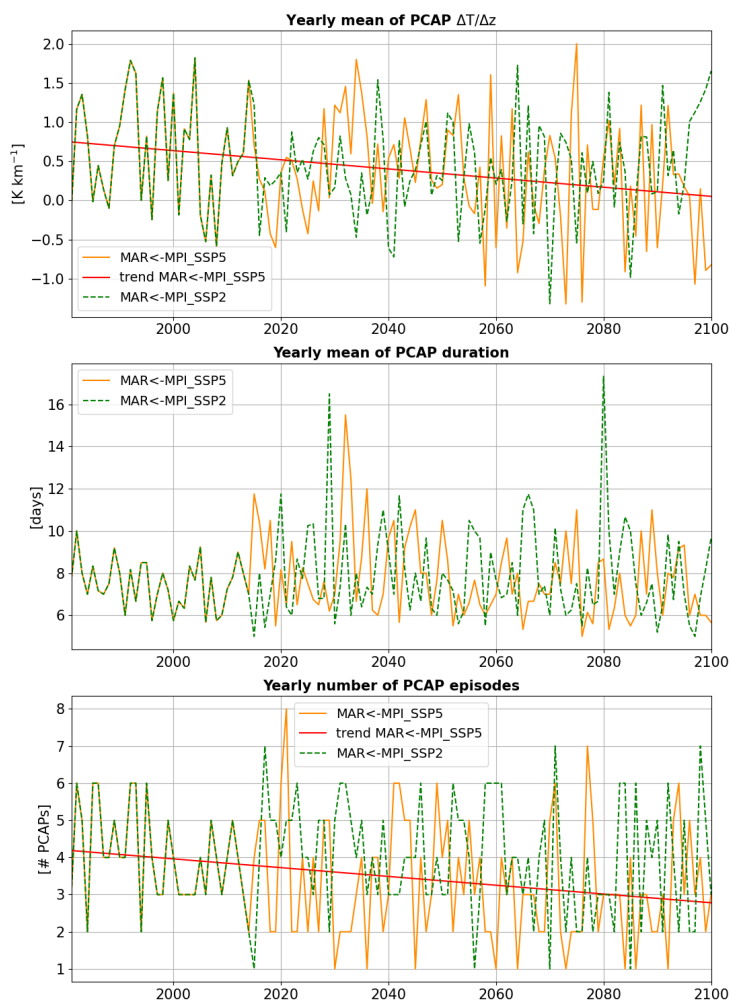 Yearly mean of PCAP ΔT/Δz
2.0
1.5
1.0
0.5
0.0
−0.5
−1.0
[K km⁻¹]
MAR<-MPI_SSP5
trend MAR<-MPI_SSP5
MAR<-MPI_SSP2
2000
2020
2040
2060
2080
2100
Yearly mean of PCAP duration
MAR<-MPI_SSP5
MAR<-MPI_SSP2
16
14
12
10
8
6
[days]
2000
2020
2040
2060
2080
2100
Yearly number of PCAP episodes
8
7
6
5
4
3
2
1
[# PCAPs]
MAR<-MPI_SSP5
trend MAR<-MPI_SSP5
MAR<-MPI_SSP2
2000
2020
2040
2060
2080
2100